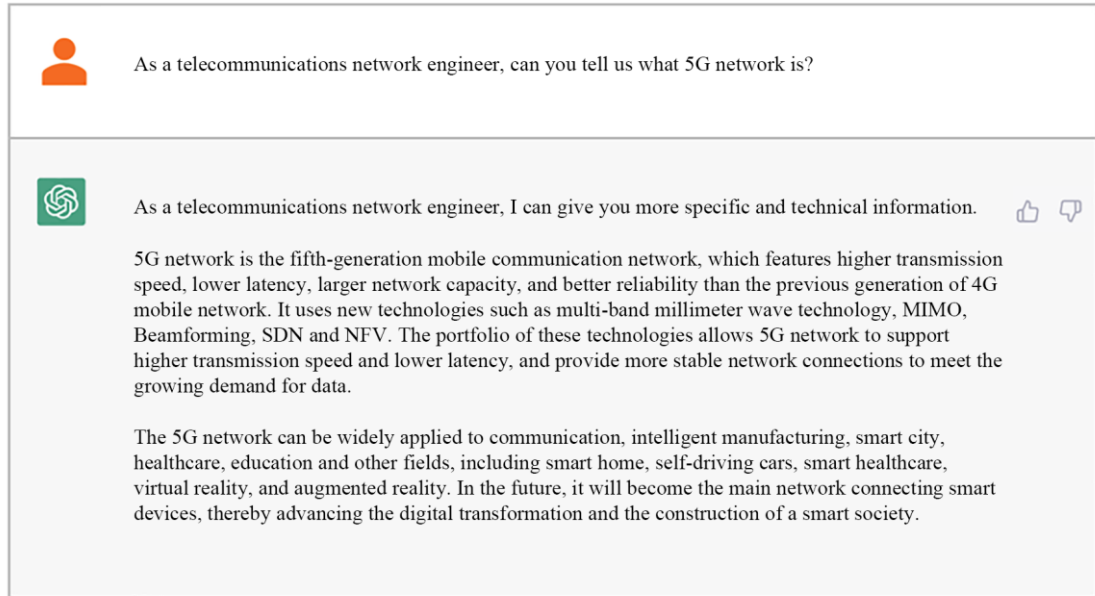 As a telecommunications network engineer, can you tell us what 5G network is?
As a telecommunications network engineer, I can give you more specific and technical information.
5G network is the fifth-generation mobile communication network, which features higher transmission
speed, lower latency, larger network capacity, and better reliability than the previous generation of 4G
mobile network. It uses new technologies such as multi-band millimeter wave technology, MIMO,
Beamforming, SDN and NFV. The portfolio of these technologies allows 5G network to support
higher transmission speed and lower latency, and provide more stable network connections to meet the
growing demand for data.
The 5G network can be widely applied to communication, intelligent manufacturing, smart city,
healthcare, education and other fields, including smart home, self-driving cars, smart healthcare,
virtual reality, and augmented reality. In the future, it will become the main network connecting smart
devices, thereby advancing the digital transformation and the construction of a smart society.